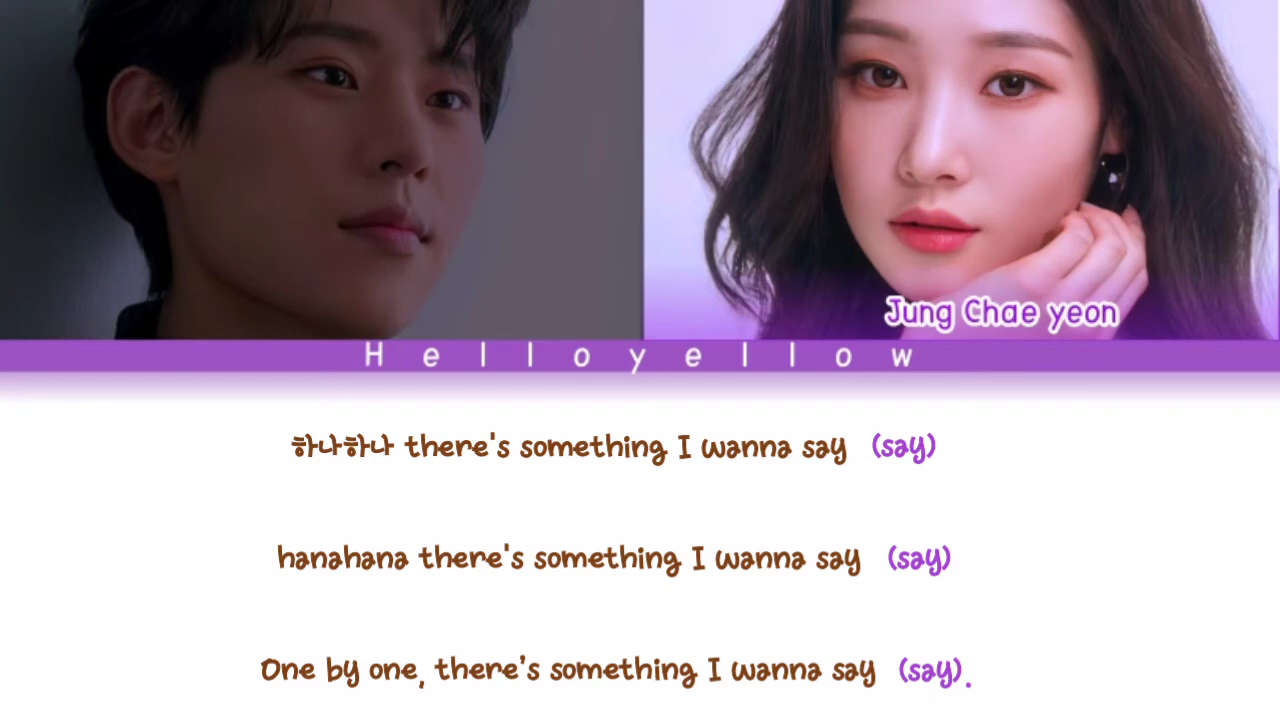 Jung Chae yeon
Helloyellow
하나하나 there's something I wanna say (say)
hanahana there's something I wanna say (say)
One by one, there's something I wanna say (say).